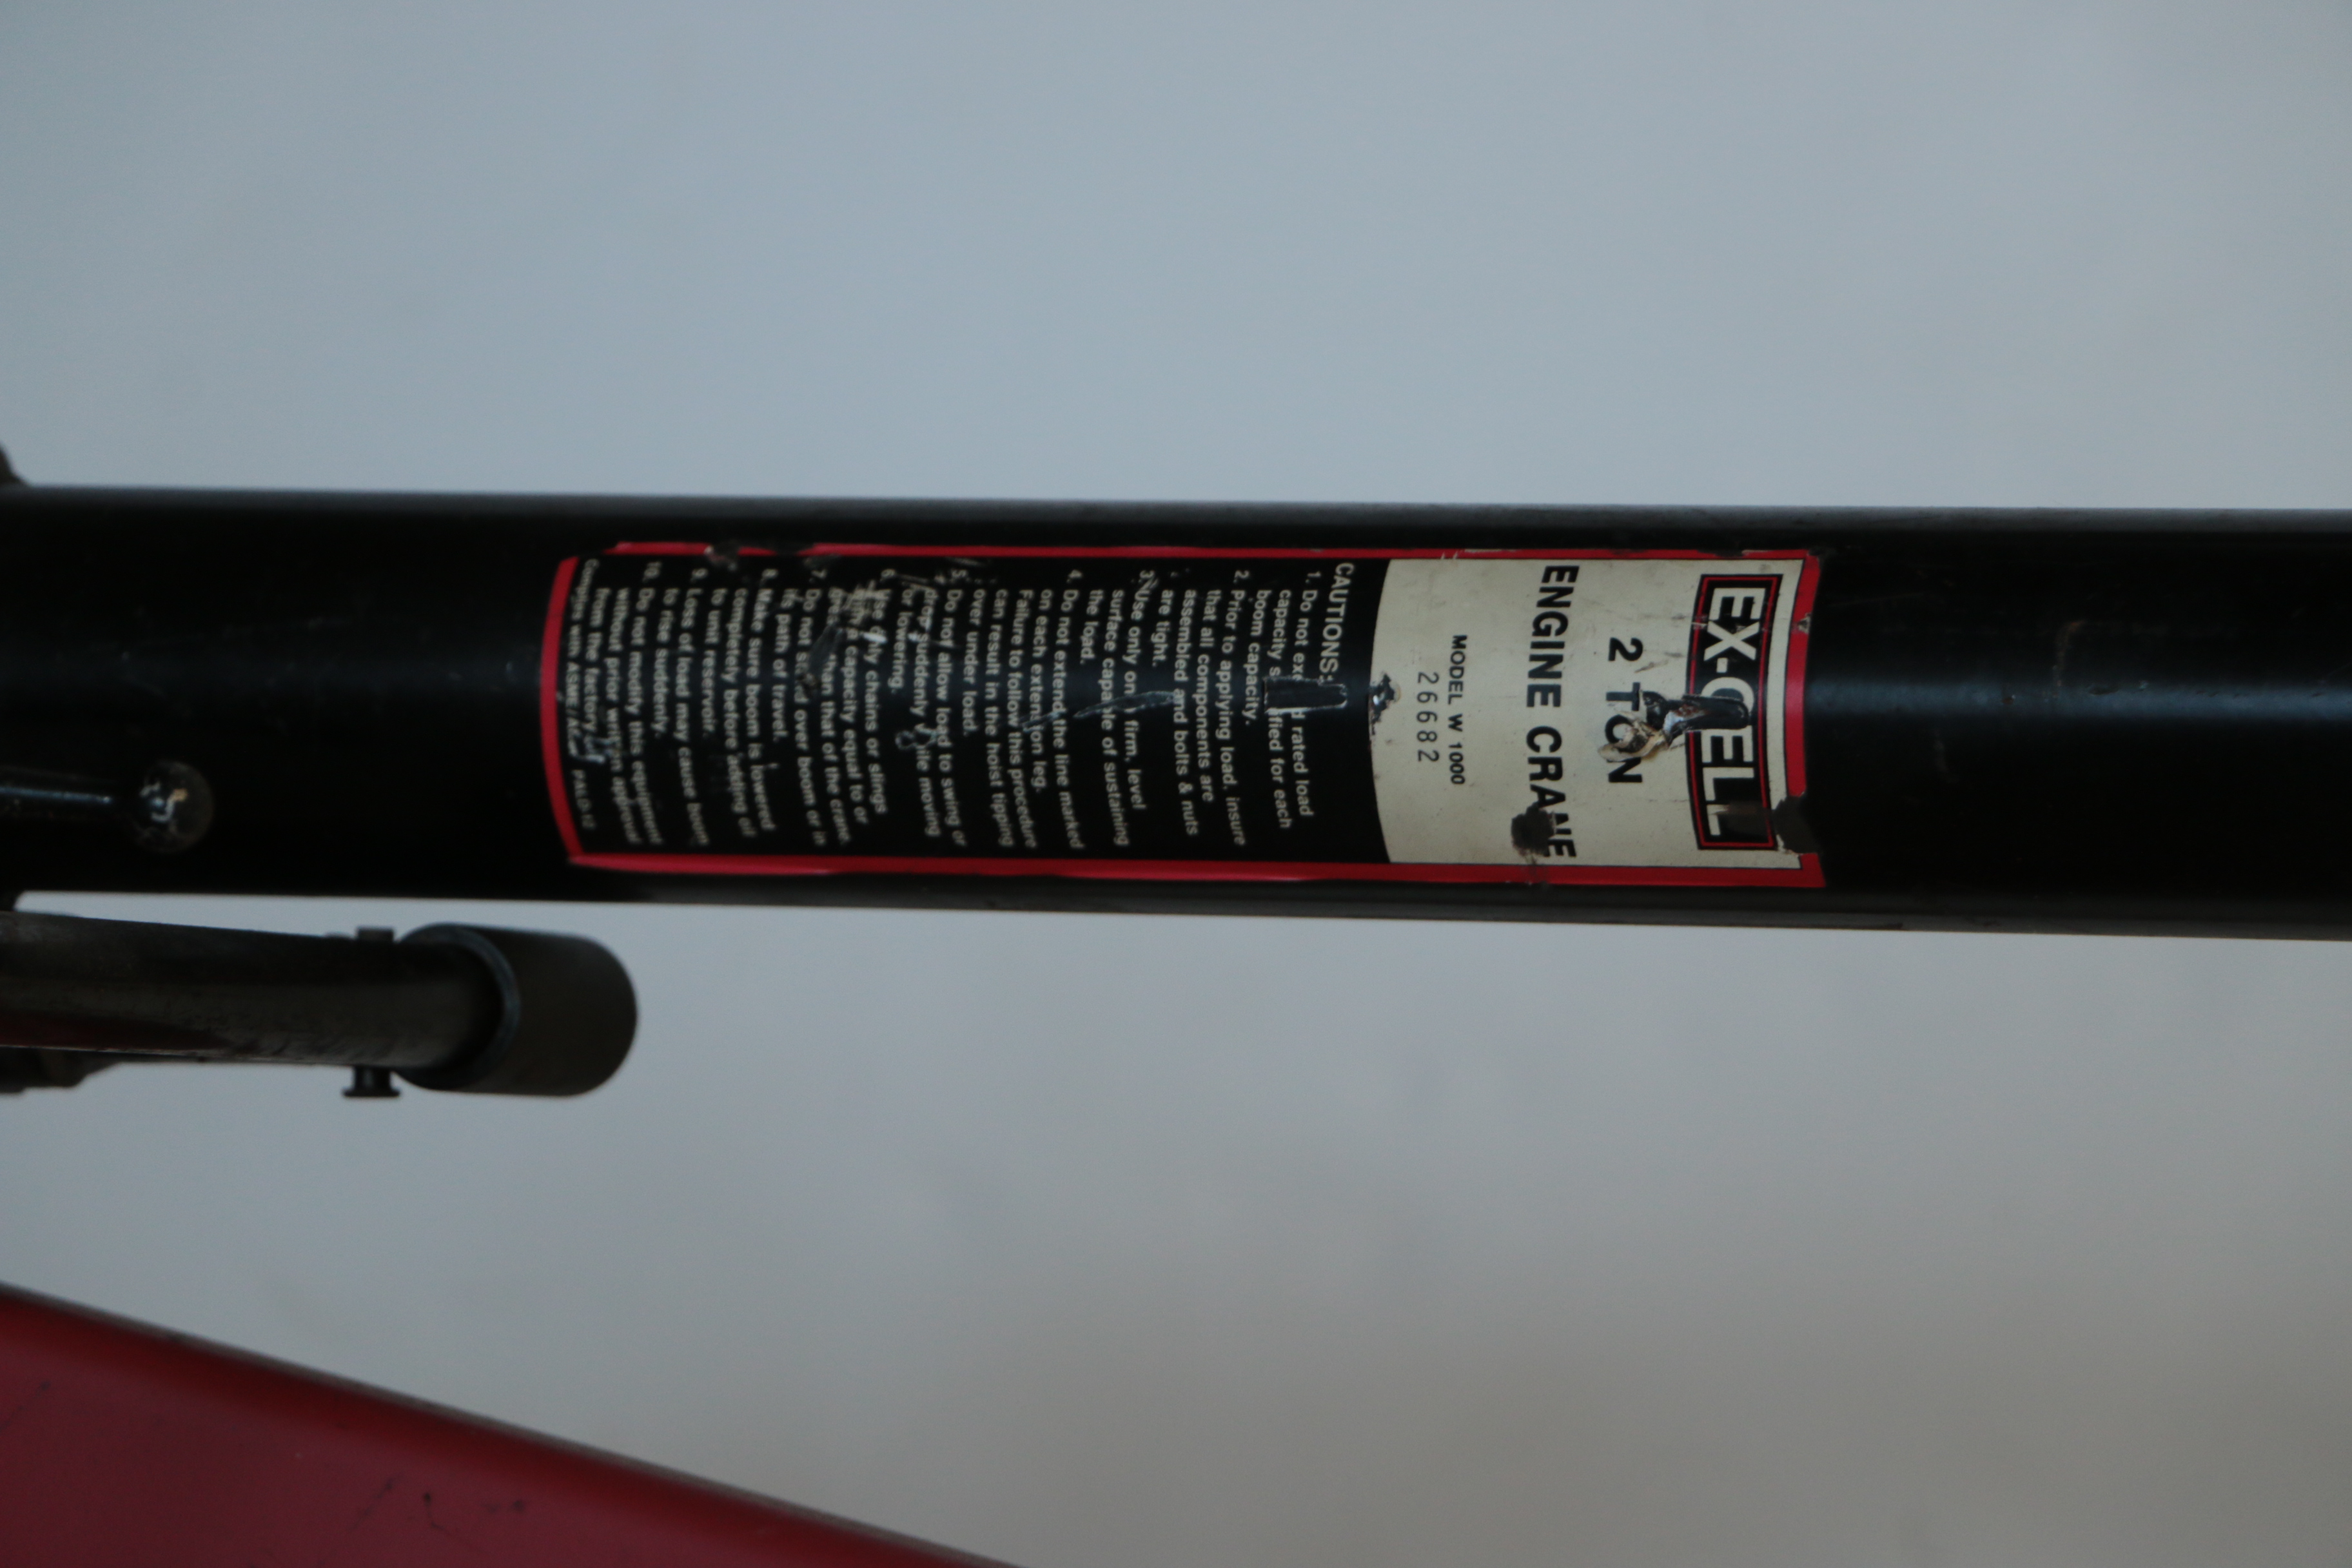 EX-CELL
2 TON
ENGINE CRANE
MODEL W 1000
26682
CAUTIONS:
1. Do not rated load
capacity for each
boom capacity.
2. Prior to applying load, insure
that all components are
assembled and bolts & nuts
are tight.
3. Use only on firm, level
surface capable of sustaining
the load.
4. Do not extend the line marked
on each extention leg.
Failure to follow this procedure
can result in the hoist tipping
over under load.
5. Do not allow load to swing or
drop suddenly while moving
or lowering.
6. Use only chains or slings
a capacity equal to or
than that of the crane.
7. Do not stand over boom or in
its path of travel.
8. Make sure boom is lowered
completely before adding oil
to unit reservoir.
9. Loss of load may cause boom
to rise suddenly.
10. Do not modify this equipment
without prior written approval
from the factory.
Complies with PALD